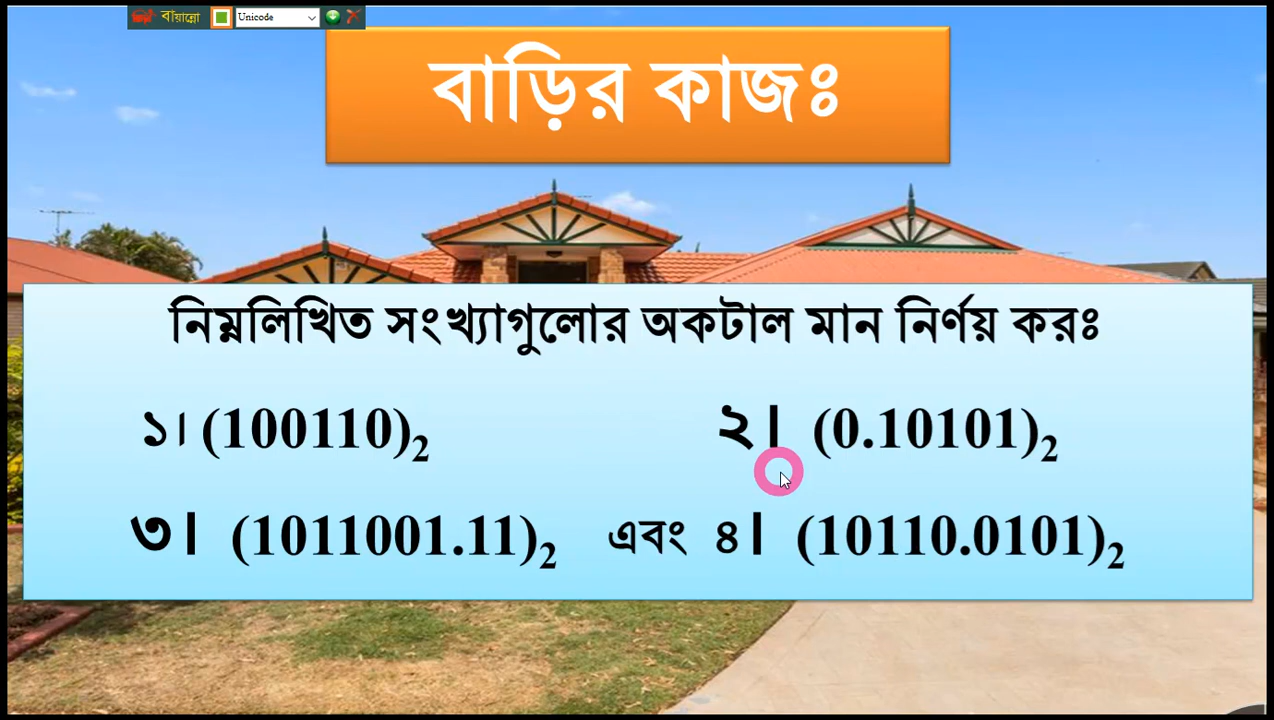 বায়ান্নো Unicode
বাড়ির কাজঃ
নিম্নলিখিত সংখ্যাগুলোর অকটাল মান নির্ণয় করঃ
১। (100110)₂ ২। (0.10101)₂
৩। (1011001.11)₂ এবং ৪। (10110.0101)₂